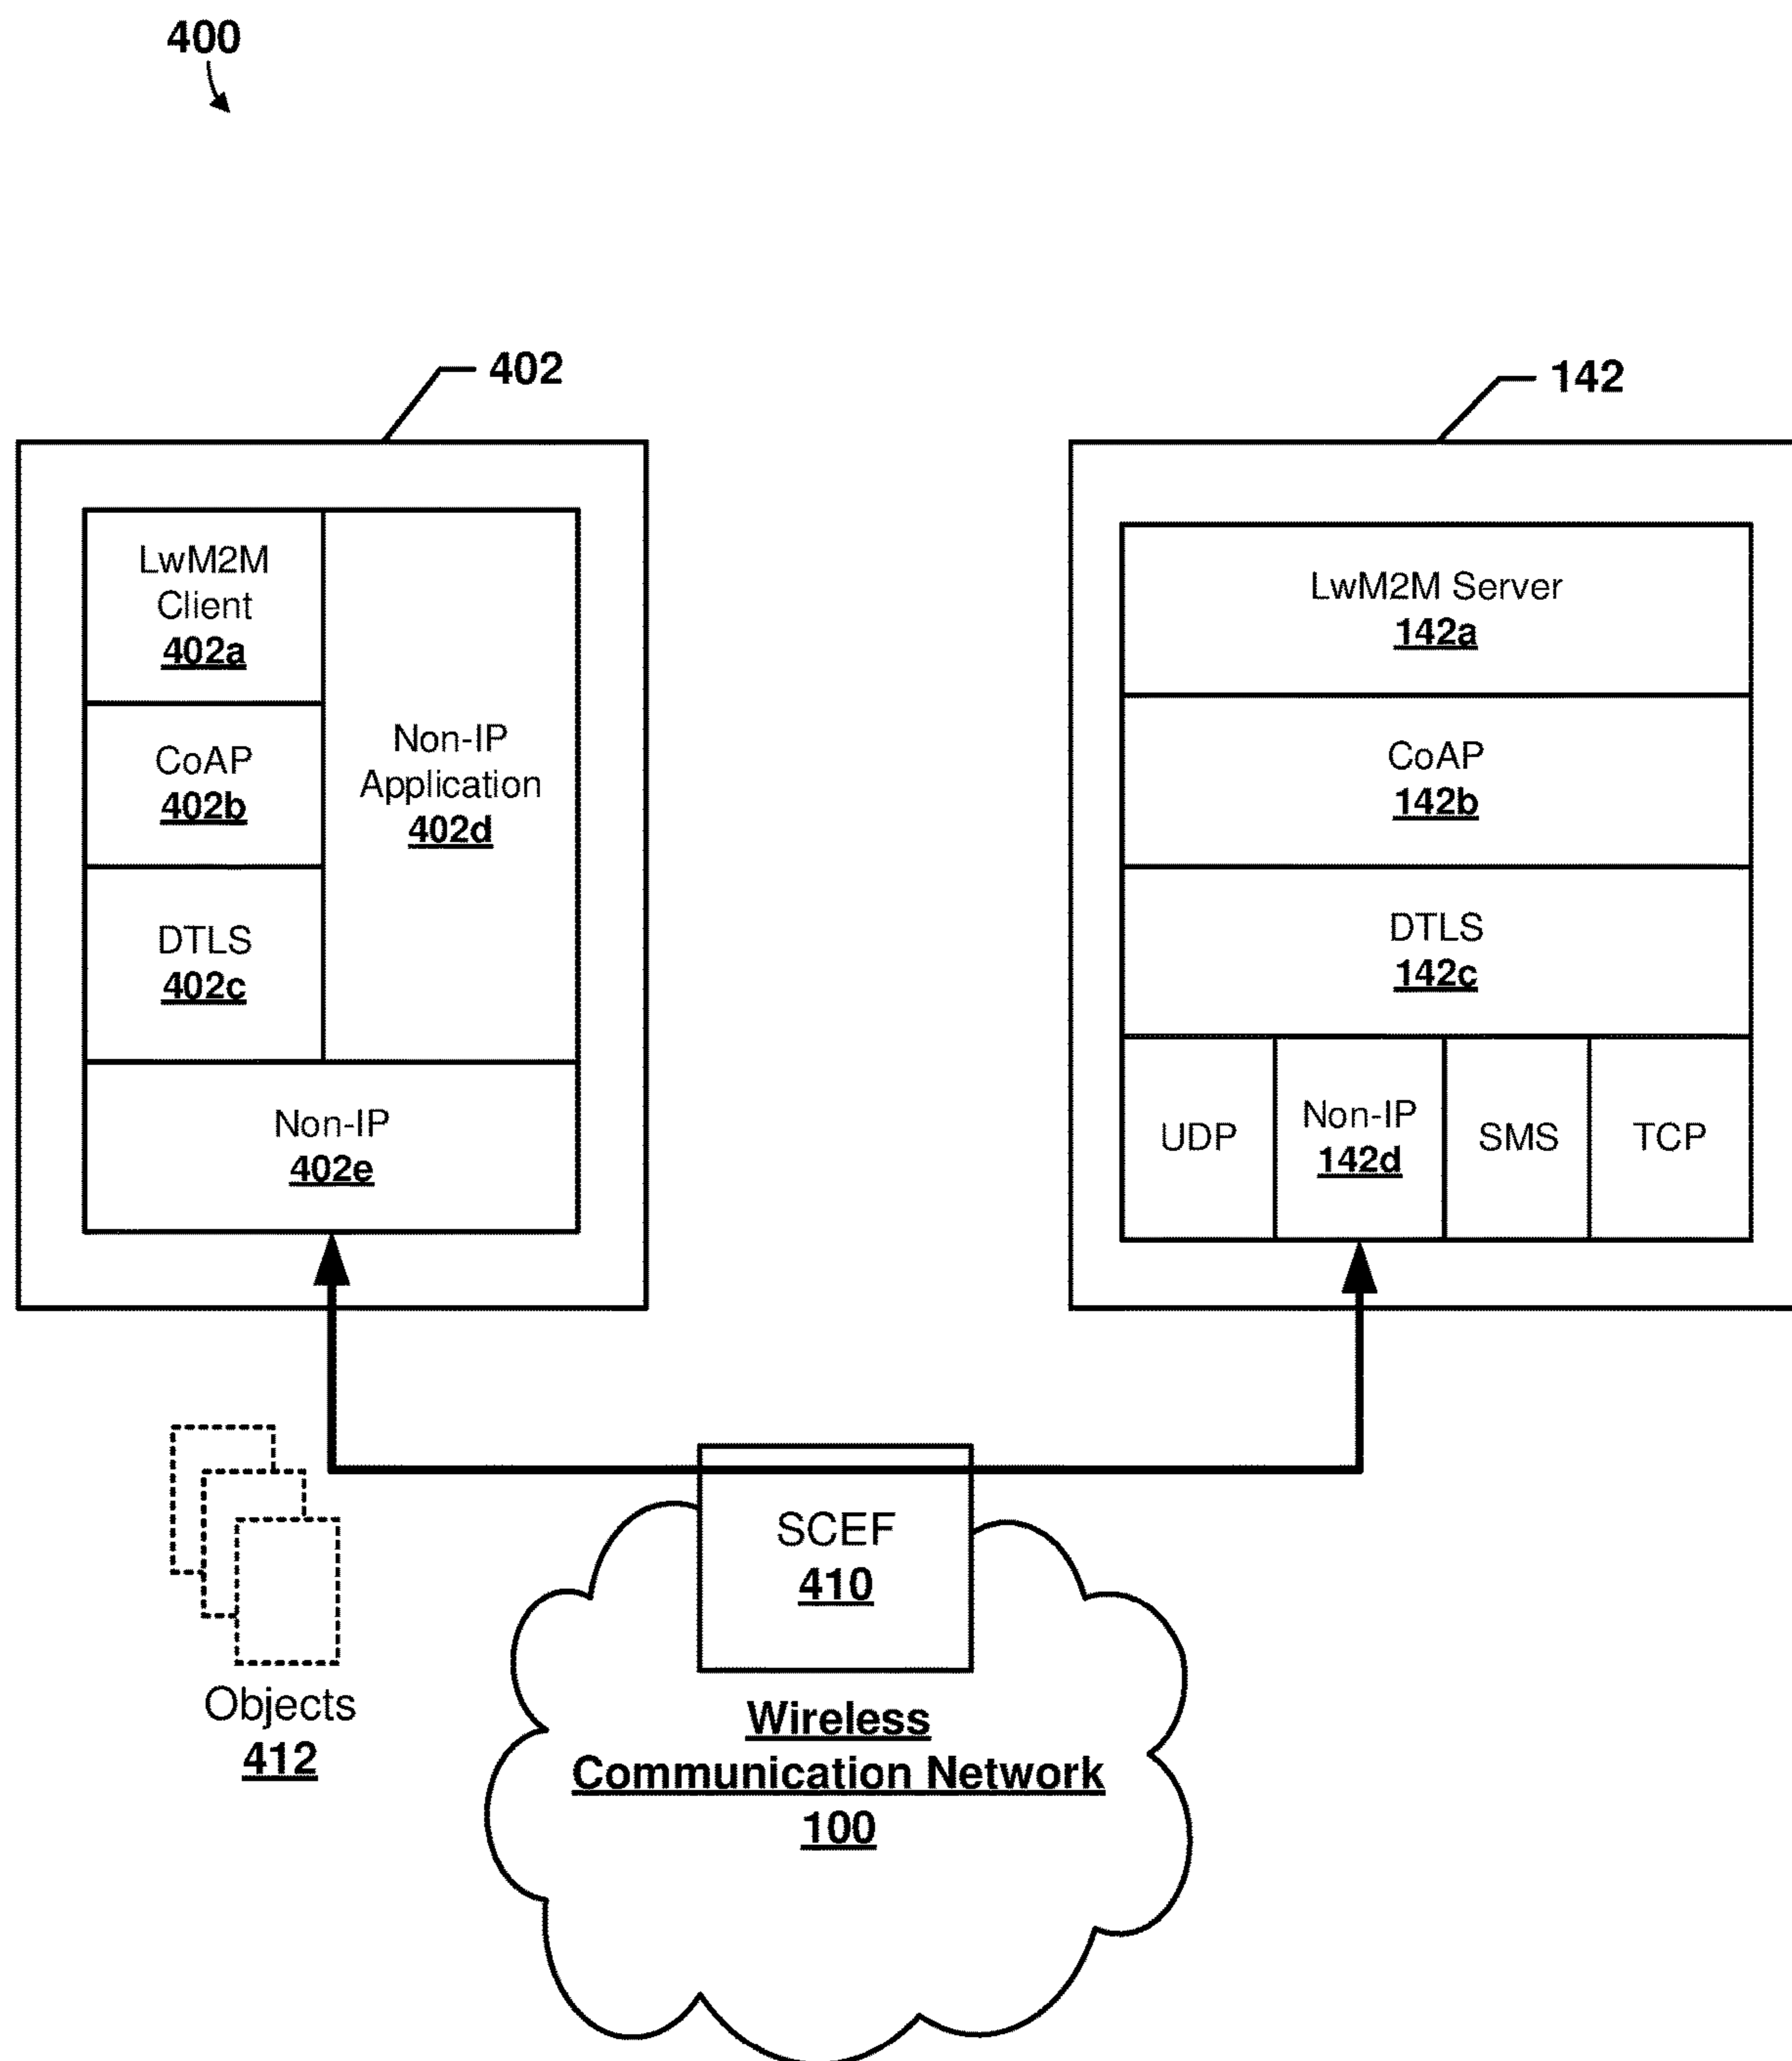 400
402
142
LwM2M
Client
402a
CoAP
402b
DTLS
402c
Non-IP
Application
402d
Non-IP
402e
LwM2M Server
142a
CoAP
142b
DTLS
142c
UDP
Non-IP
142d
SMS
TCP
SCEF
410
Objects
412
Wireless
Communication Network
100